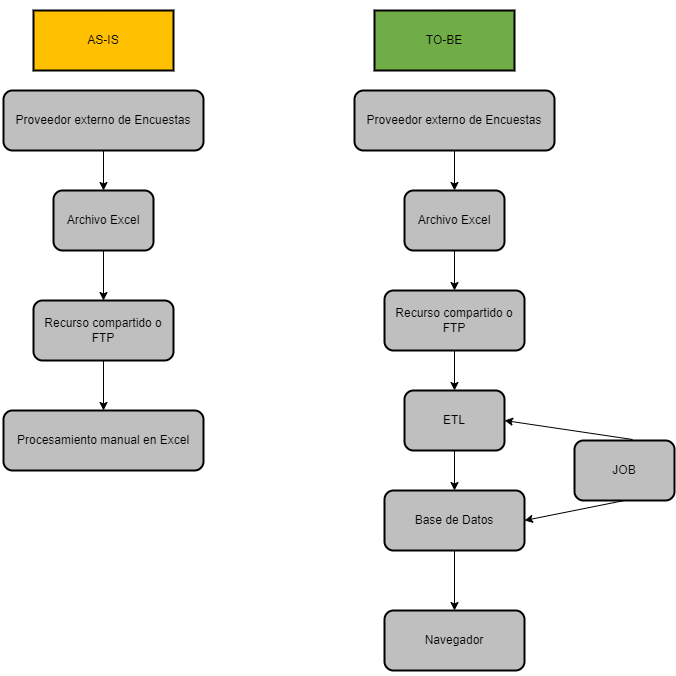 AS-IS
Proveedor externo de Encuestas
Archivo Excel
Recurso compartido o
FTP
Procesamiento manual en Excel
TO-BE
Proveedor externo de Encuestas
Archivo Excel
Recurso compartido o
FTP
ETL
JOB
Base de Datos
Navegador